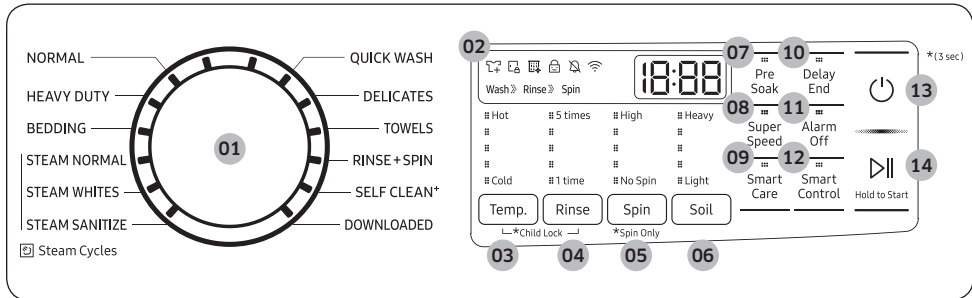 NORMAL
HEAVY DUTY
BEDDING
STEAM NORMAL
STEAM WHITES
STEAM SANITIZE
Steam Cycles
01
QUICK WASH
DELICATES
TOWELS
RINSE+SPIN
SELF CLEAN+
DOWNLOADED
02
Wash》 Rinse》 Spin
18:88
Hot 5 times High Heavy
Cold 1 time No Spin Light
Temp. Rinse Spin Soil
*Child Lock *Spin Only
03 04 05 06
07 10
Pre Soak
Delay End
08 11
Super Speed
Alarm Off
09 12
Smart Care
Smart Control
*(3 sec)
13
14
Hold to Start